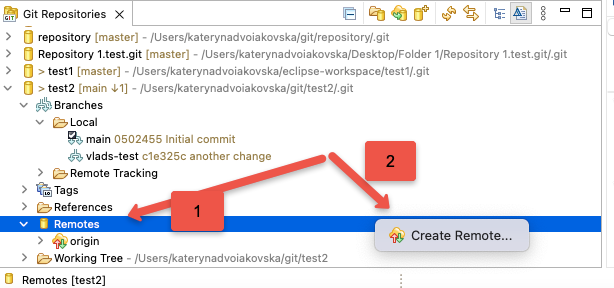 Git Repositories
repository [master] - /Users/katerynadvoiakovska/git/repository/.git
Repository 1.test.git [master] - /Users/katerynadvoiakovska/Desktop/Folder 1/Repository 1.test.git/.git
> test1 [master] - /Users/katerynadvoiakovska/eclipse-workspace/test1/.git
> test2 [main ↓1] - /Users/katerynadvoiakovska/git/test2/.git
Branches
Local
main 0502455 Initial commit
vlads-test c1e325c another change
Remote Tracking
Tags
References
Remotes
origin
Working Tree - /Users/katerynadvoiakovska/git/test2
1
2
Create Remote...
Remotes [test2]